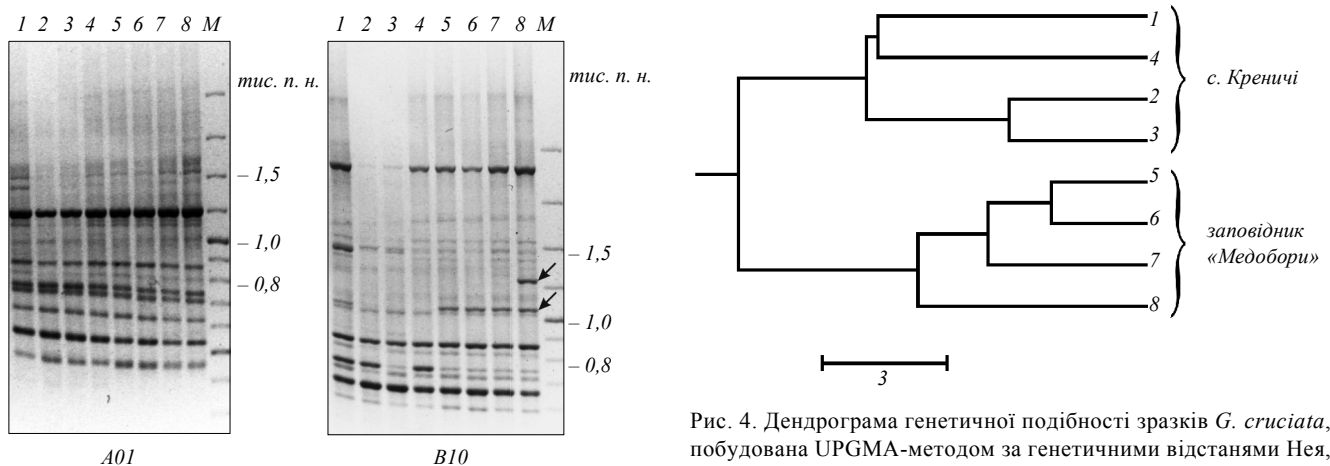 1 2 3 4 5 6 7 8 M
тис. п. н.
– 1,5
– 1,0
– 0,8
A01
1 2 3 4 5 6 7 8 M
тис. п. н.
– 1,5
– 1,0
– 0,8
B10
1
4
2
3
с. Креничі
5
6
7
8
заповідник
«Медобори»
3
Рис. 4. Дендрограма генетичної подібності зразків G. cruciata,
побудована UPGMA-методом за генетичними відстанями Нея,